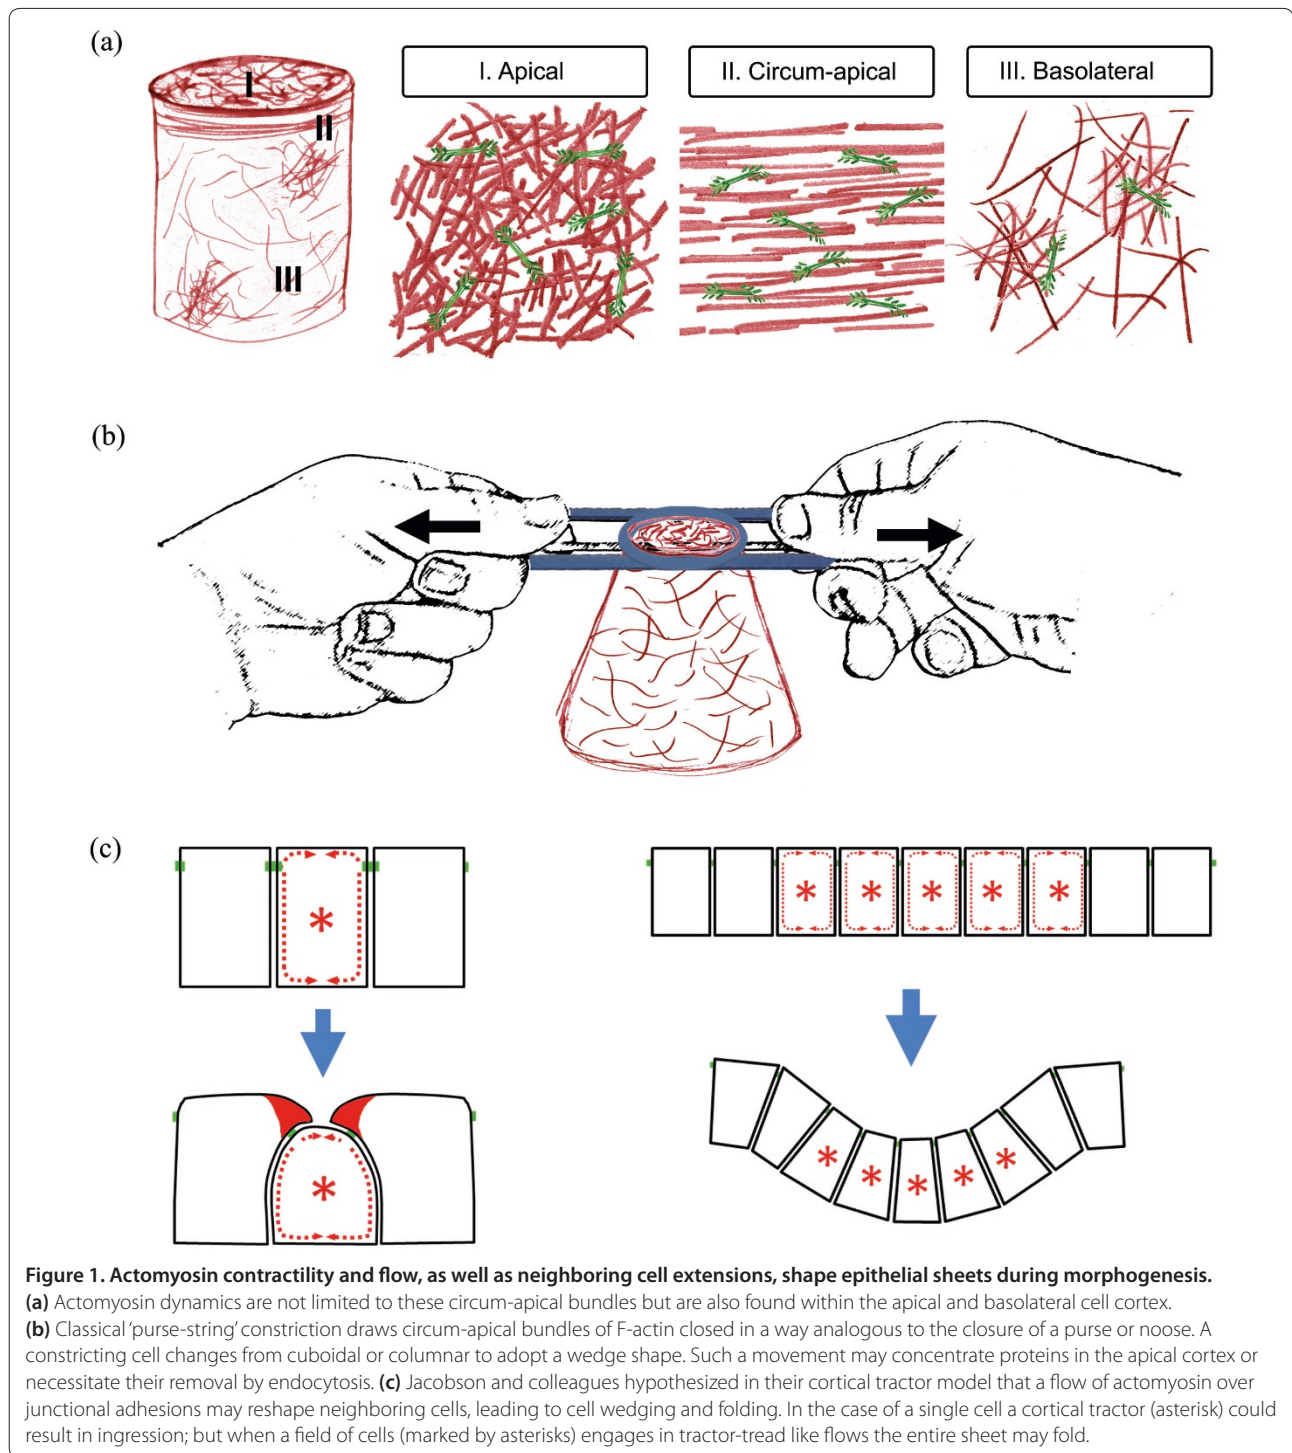 (a)
I. Apical
II. Circum-apical
III. Basolateral
I
II
III
(b)
(c)
*
* * * * *
*
* * * * *
Figure 1. Actomyosin contractility and flow, as well as neighboring cell extensions, shape epithelial sheets during morphogenesis.
(a) Actomyosin dynamics are not limited to these circum-apical bundles but are also found within the apical and basolateral cell cortex.
(b) Classical ‘purse-string’ constriction draws circum-apical bundles of F-actin closed in a way analogous to the closure of a purse or noose. A
constricting cell changes from cuboidal or columnar to adopt a wedge shape. Such a movement may concentrate proteins in the apical cortex or
necessitate their removal by endocytosis. (c) Jacobson and colleagues hypothesized in their cortical tractor model that a flow of actomyosin over
junctional adhesions may reshape neighboring cells, leading to cell wedging and folding. In the case of a single cell a cortical tractor (asterisk) could
result in ingression; but when a field of cells (marked by asterisks) engages in tractor-tread like flows the entire sheet may fold.